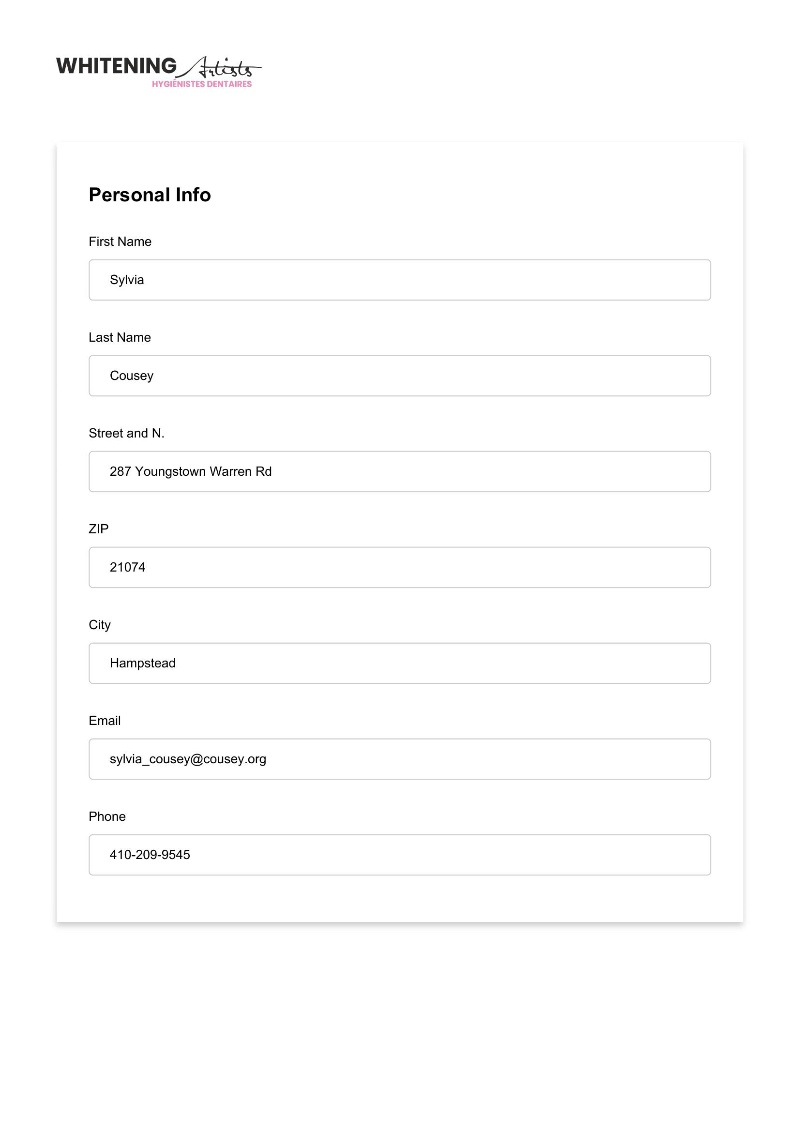 WHITENING Artists
HYGIÉNISTES DENTAIRES
Personal Info
First Name
Sylvia
Last Name
Cousey
Street and N.
287 Youngstown Warren Rd
ZIP
21074
City
Hampstead
Email
sylvia_cousey@cousey.org
Phone
410-209-9545